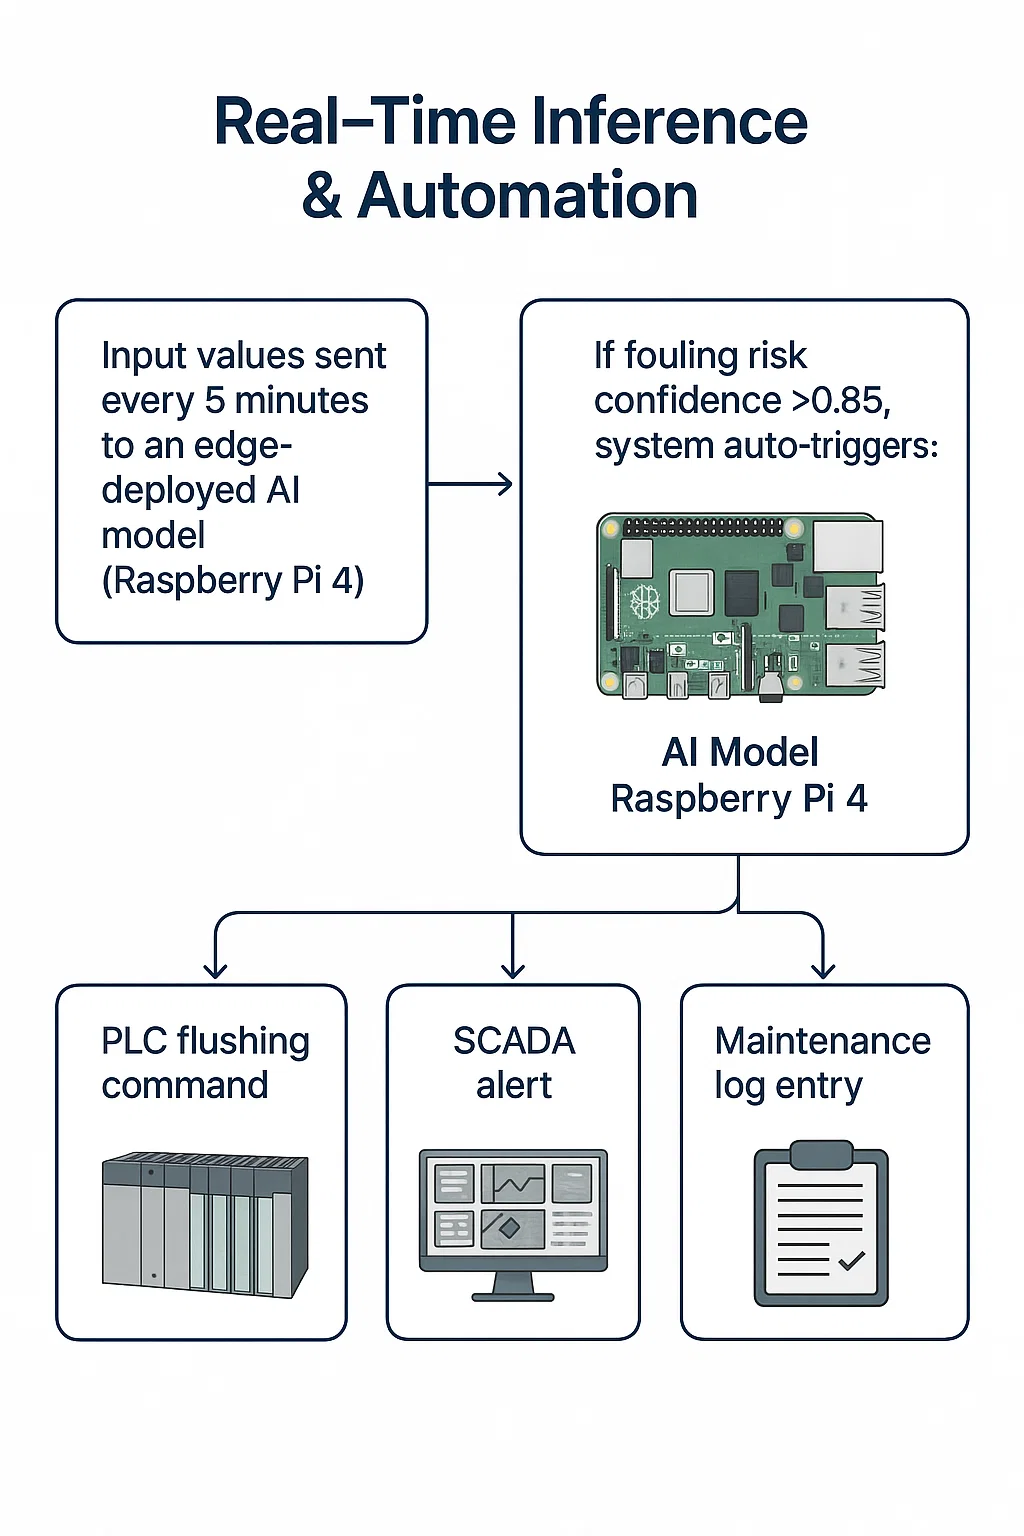 Real–Time Inference
& Automation
Input values sent
every 5 minutes
to an edge-
deployed AI
model
(Raspberry Pi 4)
If fouling risk
confidence >0.85,
system auto-triggers:
AI Model
Raspberry Pi 4
PLC flushing
command
SCADA
alert
Maintenance
log entry